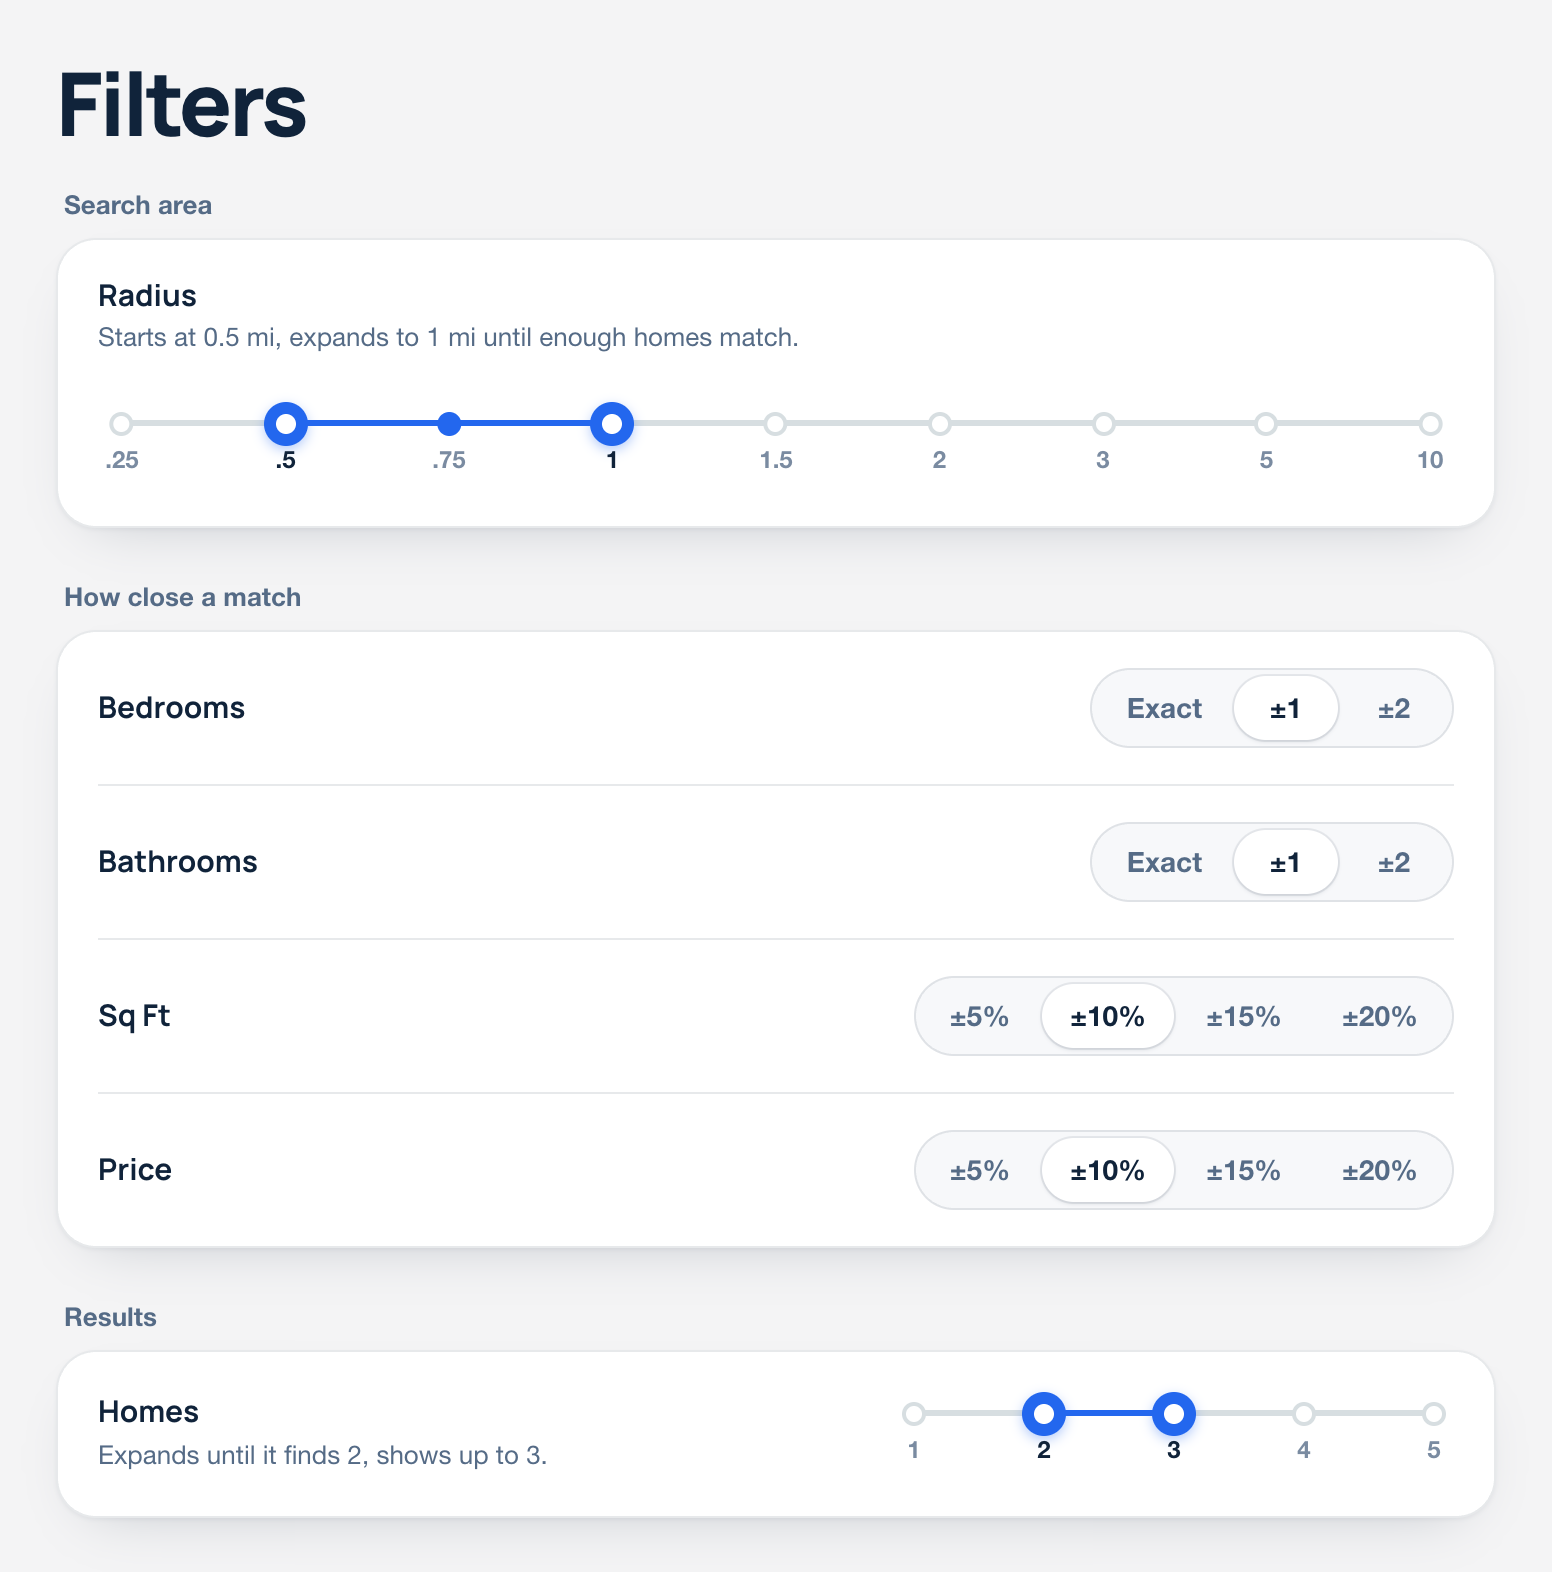 Filters
Search area
Radius
Starts at 0.5 mi, expands to 1 mi until enough homes match.
.25 .5 .75 1 1.5 2 3 5 10
How close a match
Bedrooms Exact ±1 ±2
Bathrooms Exact ±1 ±2
Sq Ft ±5% ±10% ±15% ±20%
Price ±5% ±10% ±15% ±20%
Results
Homes
Expands until it finds 2, shows up to 3.
1 2 3 4 5